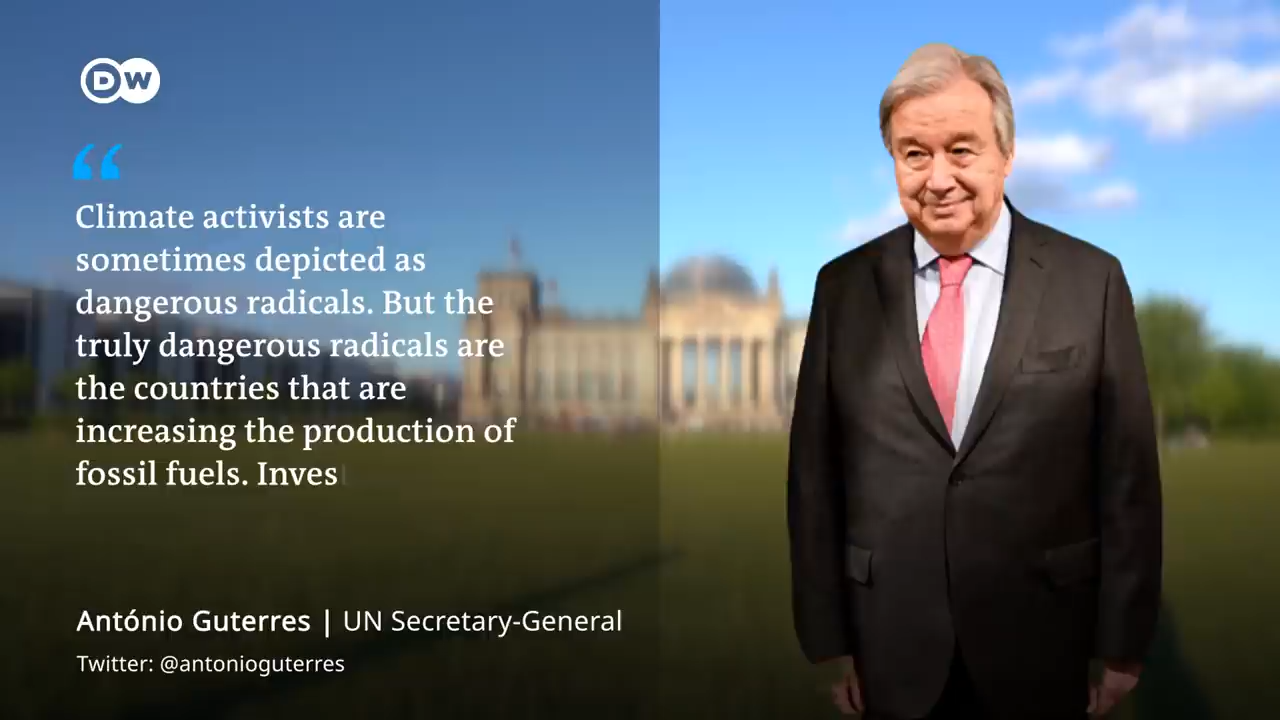 DW
“
Climate activists are
sometimes depicted as
dangerous radicals. But the
truly dangerous radicals are
the countries that are
increasing the production of
fossil fuels. Inves
António Guterres | UN Secretary-General
Twitter: @antonioguterres